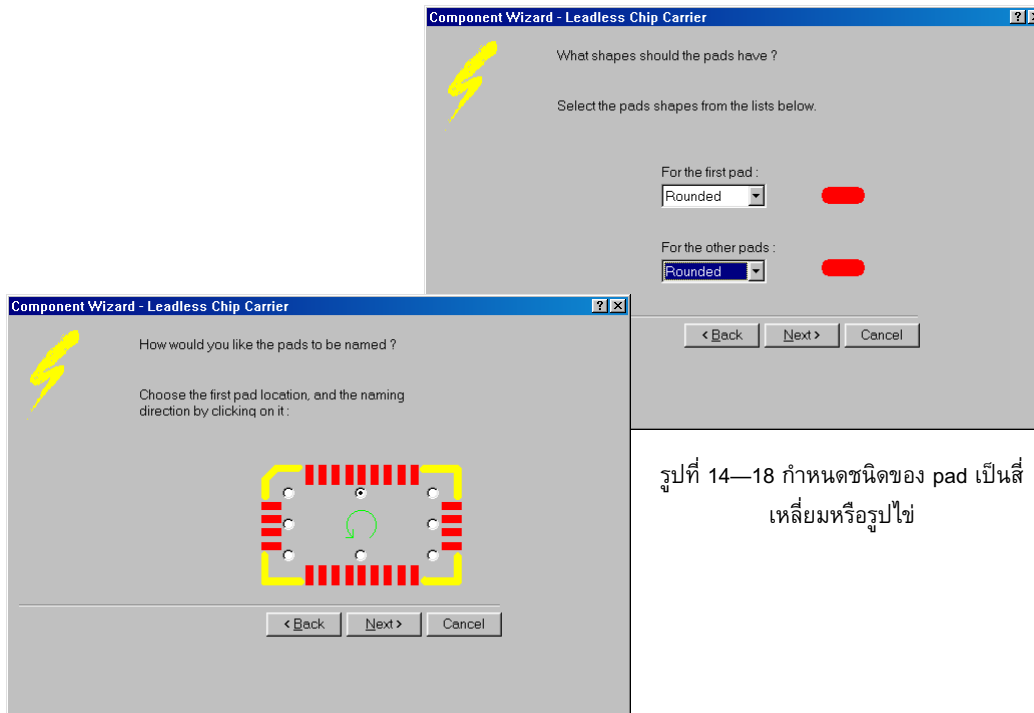 Component Wizard - Leadless Chip Carrier
What shapes should the pads have ?
Select the pads shapes from the lists below.
For the first pad :
Rounded
For the other pads :
Rounded
< Back Next > Cancel
Component Wizard - Leadless Chip Carrier
How would you like the pads to be named ?
Choose the first pad location, and the naming
direction by clicking on it :
< Back Next > Cancel
รูปที่ 14—18 กำหนดชนิดของ pad เป็นสี่
เหลี่ยมหรือรูปไข่